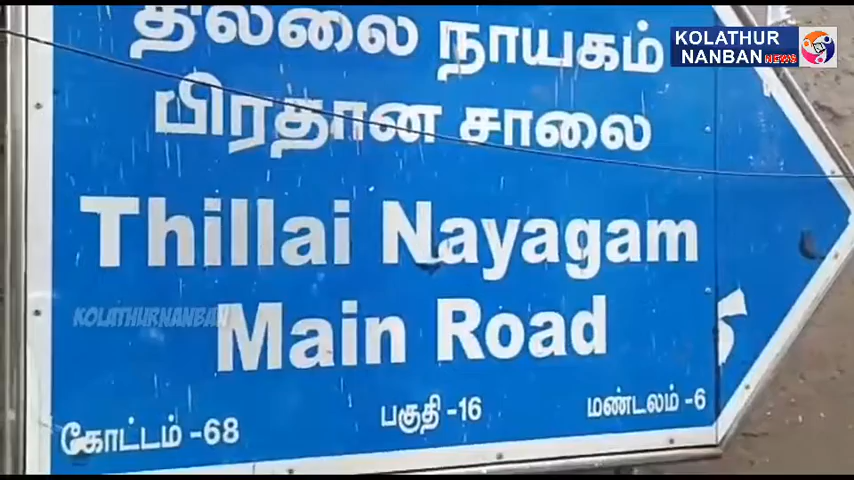 தில்லை நாயகம்
பிரதான சாலை
Thillai Nayagam
Main Road
கோட்டம் -68 பகுதி -16 மண்டலம் -6
KOLATHUR
NANBAN NEWS
KOLATHURNANBAN